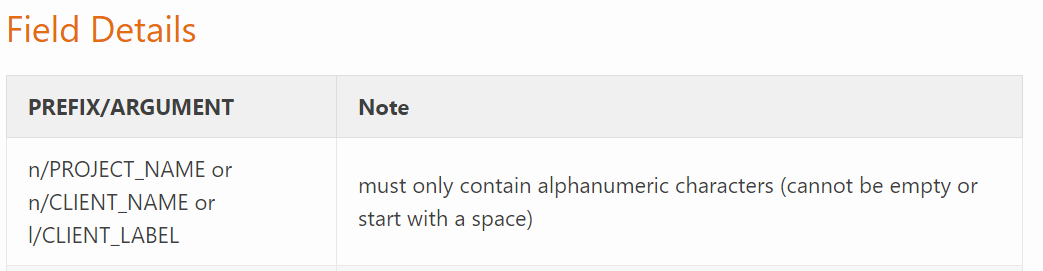 Field Details
PREFIX/ARGUMENT
Note
n/PROJECT_NAME or
n/CLIENT_NAME or
l/CLIENT_LABEL
must only contain alphanumeric characters (cannot be empty or
start with a space)